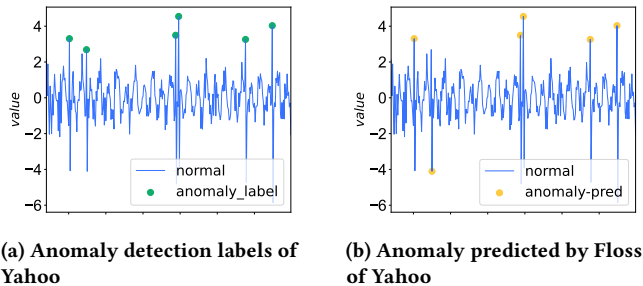 4
2
0
−2
−4
−6
value
normal
anomaly_label
(a) Anomaly detection labels of
Yahoo
4
2
0
−2
−4
−6
value
normal
anomaly-pred
(b) Anomaly predicted by Floss
of Yahoo